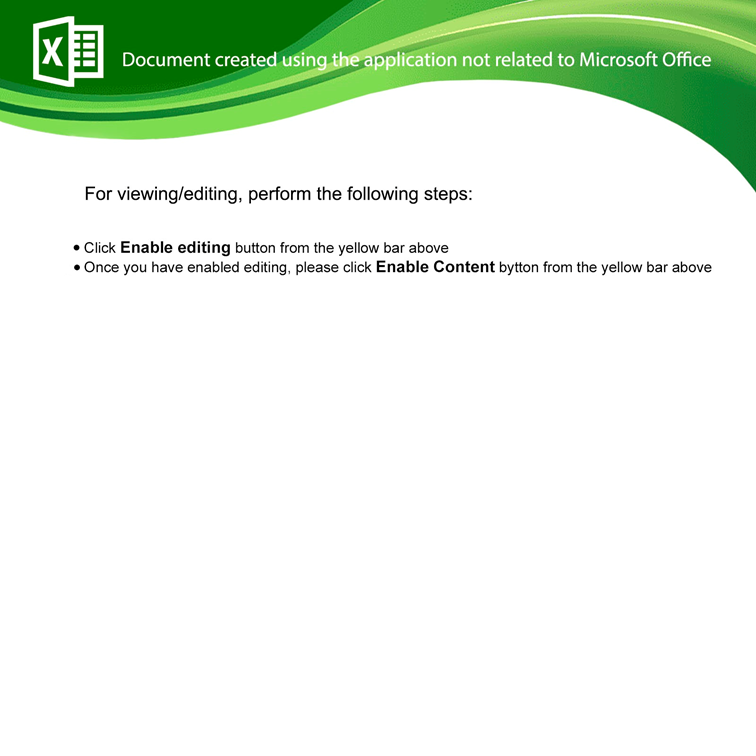 X
Document created using the application not related to Microsoft Office
For viewing/editing, perform the following steps:
• Click Enable editing button from the yellow bar above
• Once you have enabled editing, please click Enable Content bytton from the yellow bar above